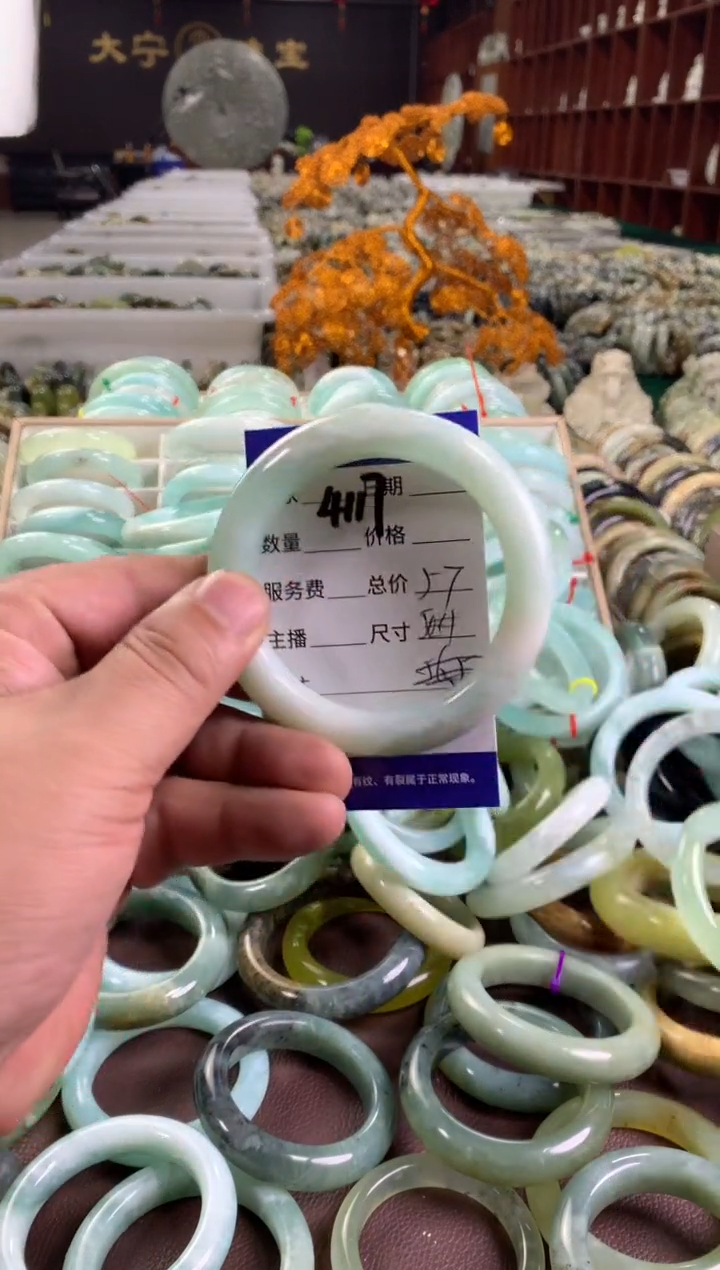 大宁 宝
417 期
数量 价格
服务费 总价 57
主播 尺寸
有纹、有裂属于正常现象。